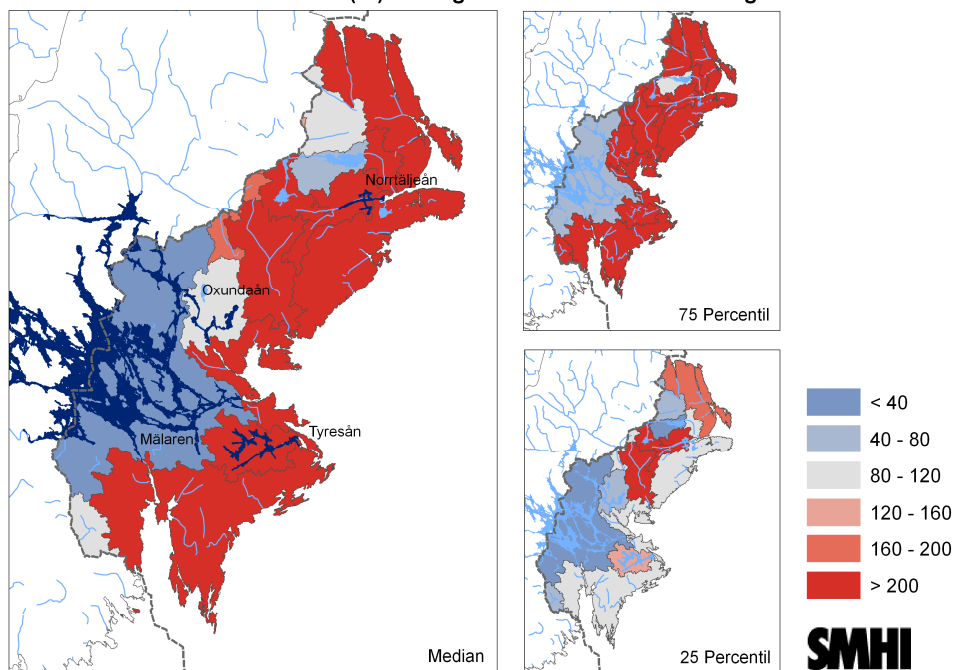 Norrtäljeån
Oxundaån
Mälaren
Tyresån
Median
75 Percentil
25 Percentil
< 40
40 - 80
80 - 120
120 - 160
160 - 200
> 200
SMHI